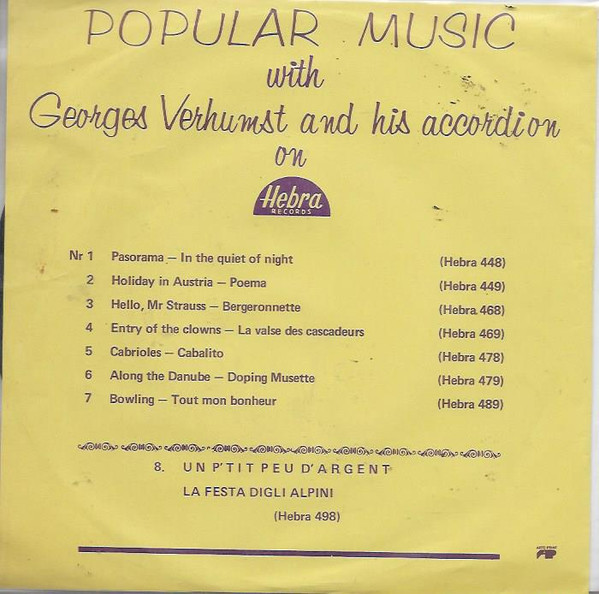 POPULAR MUSIC
with
Georges Verhumst and his accordion
on
Hebra
RECORDS
Nr 1 Pasorama – In the quiet of night (Hebra 448)
2 Holiday in Austria – Poema (Hebra 449)
3 Hello, Mr Strauss – Bergeronnette (Hebra 468)
4 Entry of the clowns – La valse des cascadeurs (Hebra 469)
5 Cabrioles – Cabalito (Hebra 478)
6 Along the Danube – Doping Musette (Hebra 479)
7 Bowling – Tout mon bonheur (Hebra 489)
8. UN P'TIT PEU D'ARGENT
LA FESTA DIGLI ALPINI
(Hebra 498)